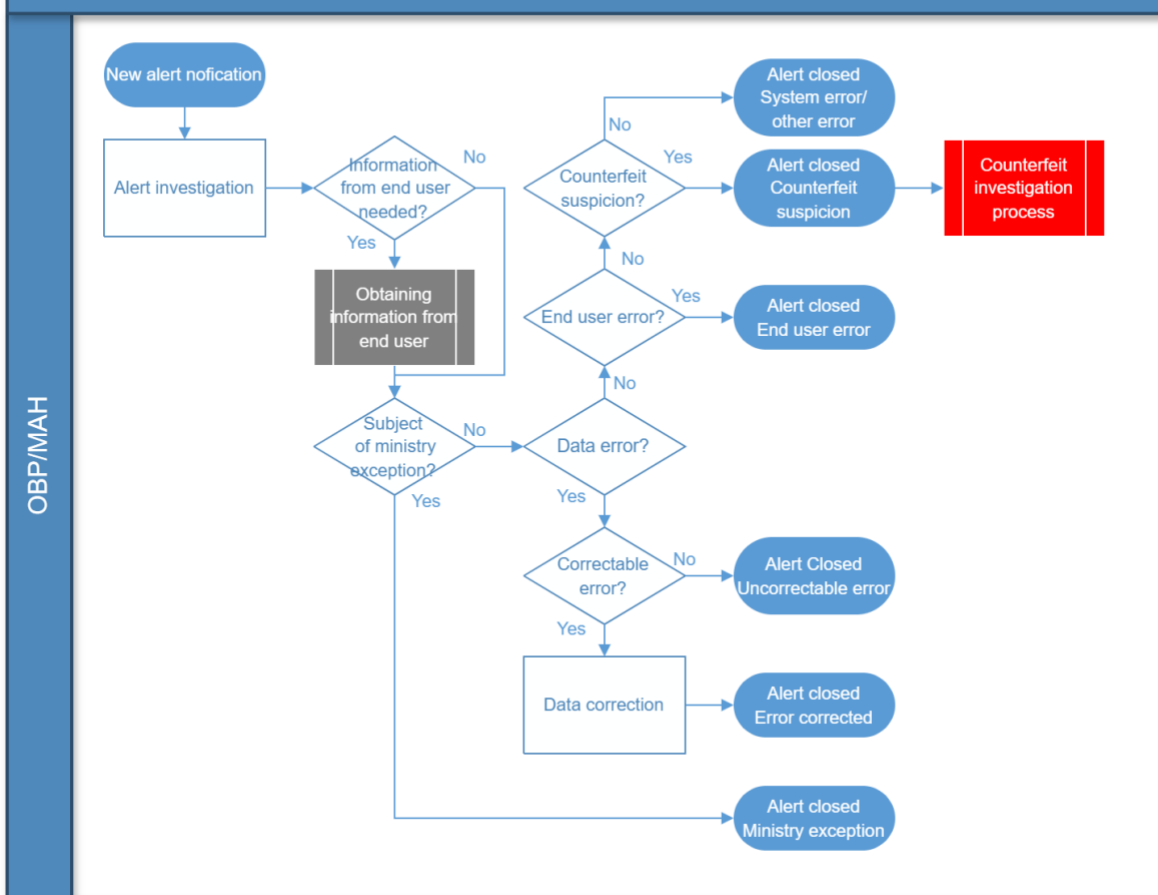 OBP/MAH
New alert nofication
Alert investigation
Information
from end user
needed?
No
Yes
Obtaining
information from
end user
Subject
of ministry
exception?
No
Yes
Data error?
No
Yes
End user error?
No
Yes
Alert closed
End user error
Counterfeit
suspicion?
No
Yes
Alert closed
System error/
other error
Alert closed
Counterfeit
suspicion
Counterfeit
investigation
process
Correctable
error?
No
Yes
Alert Closed
Uncorrectable error
Data correction
Alert closed
Error corrected
Alert closed
Ministry exception